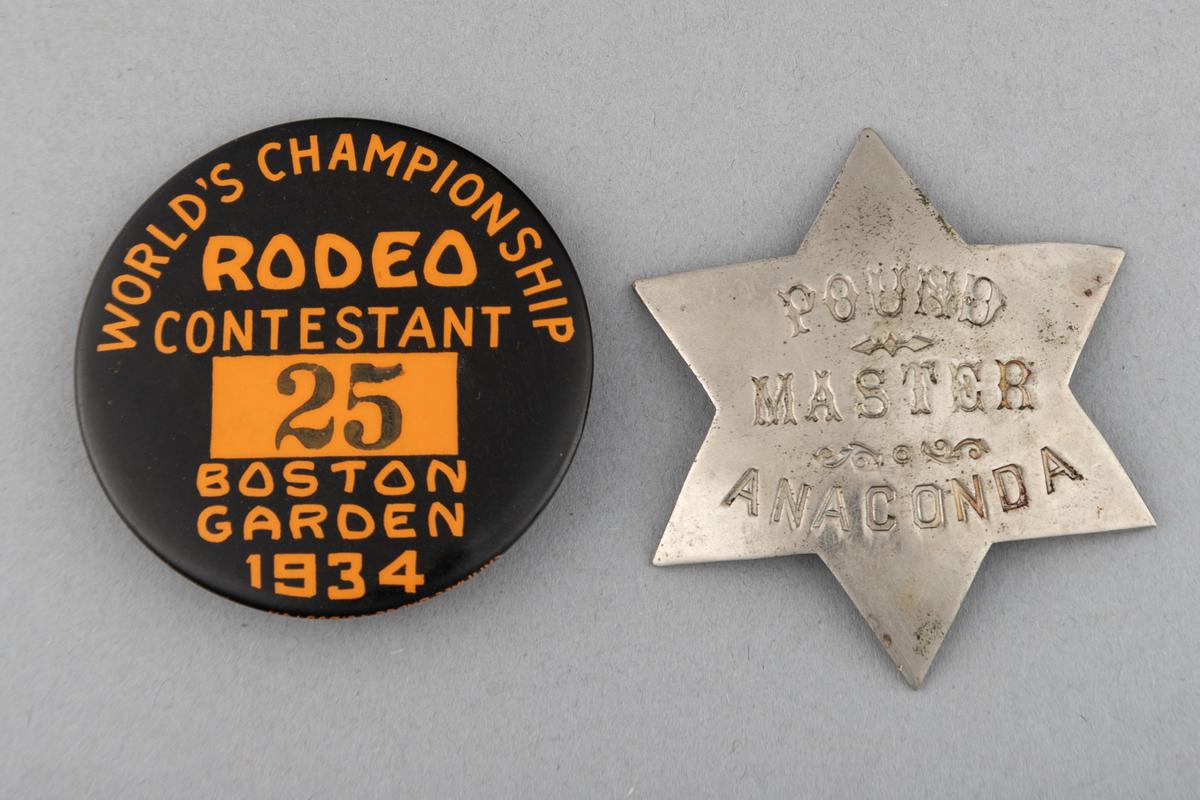 WORLD'S CHAMPIONSHIP
RODEO
CONTESTANT
25
BOSTON
GARDEN
1934
POUND
MASTER
ANACONDA